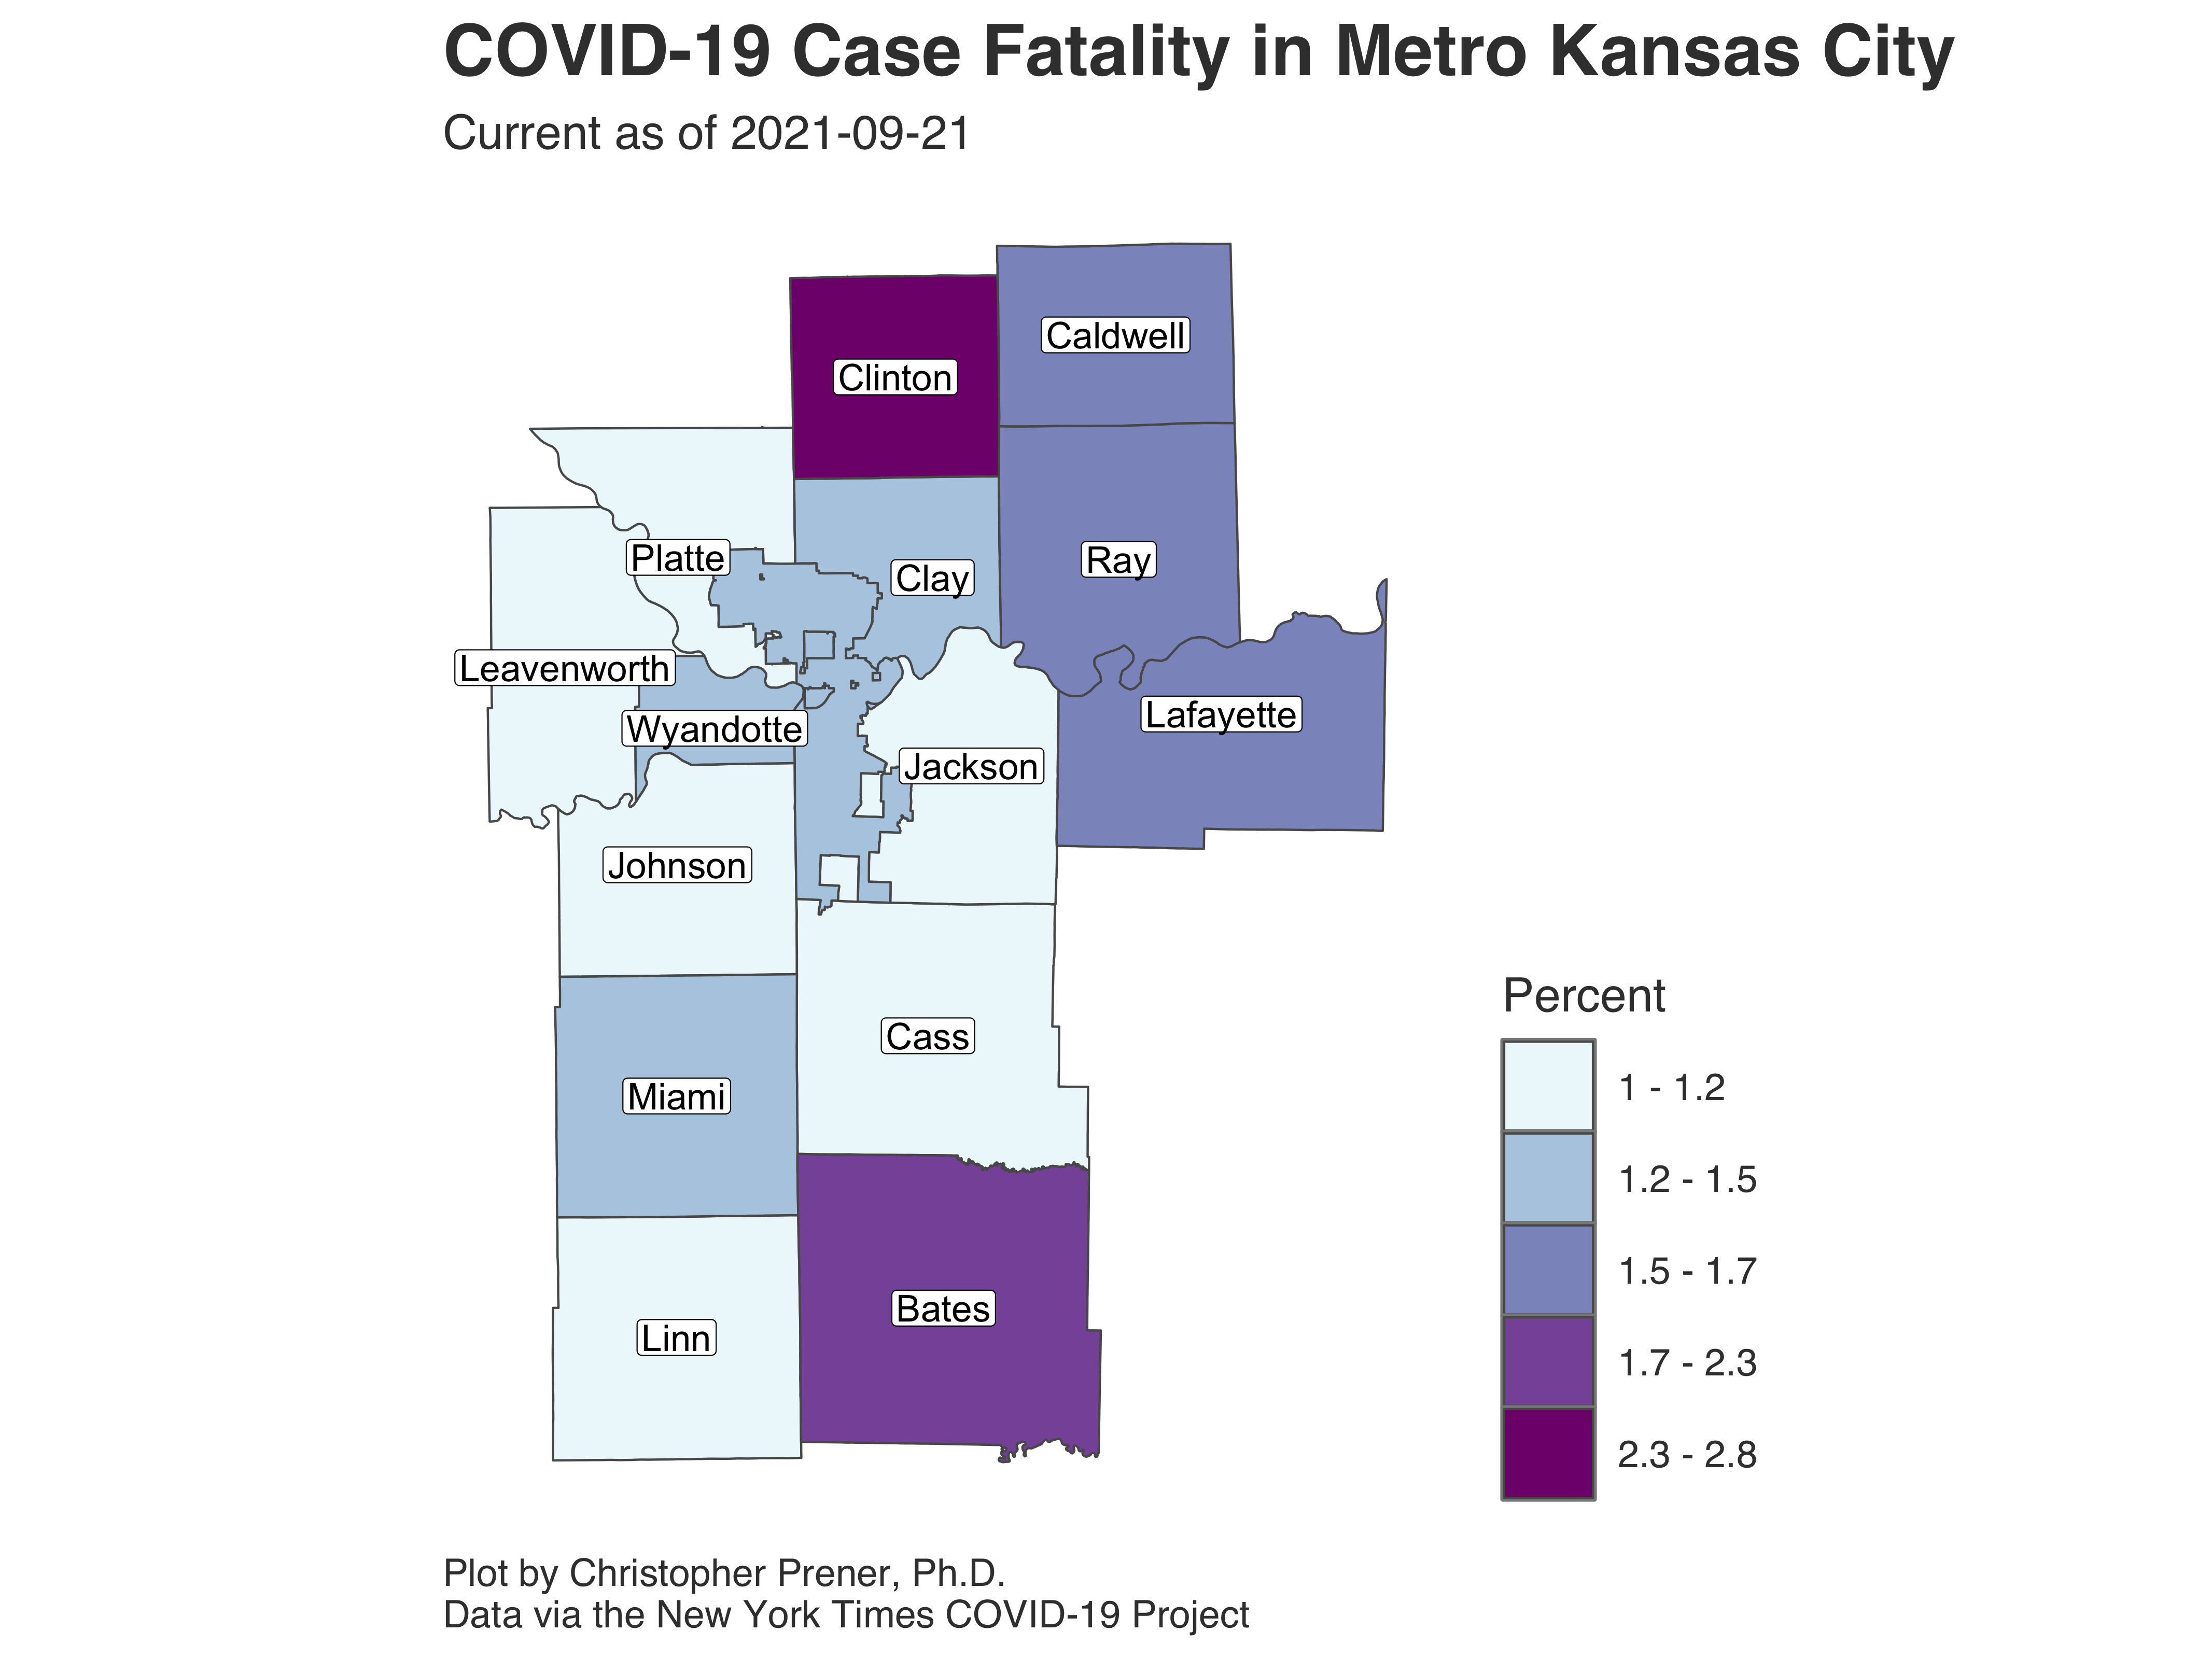 COVID-19 Case Fatality in Metro Kansas City
Current as of 2021-09-21
Caldwell
Clinton
Platte
Clay
Ray
Leavenworth
Wyandotte
Lafayette
Jackson
Johnson
Cass
Miami
Bates
Linn
Percent
1 - 1.2
1.2 - 1.5
1.5 - 1.7
1.7 - 2.3
2.3 - 2.8
Plot by Christopher Prener, Ph.D.
Data via the New York Times COVID-19 Project